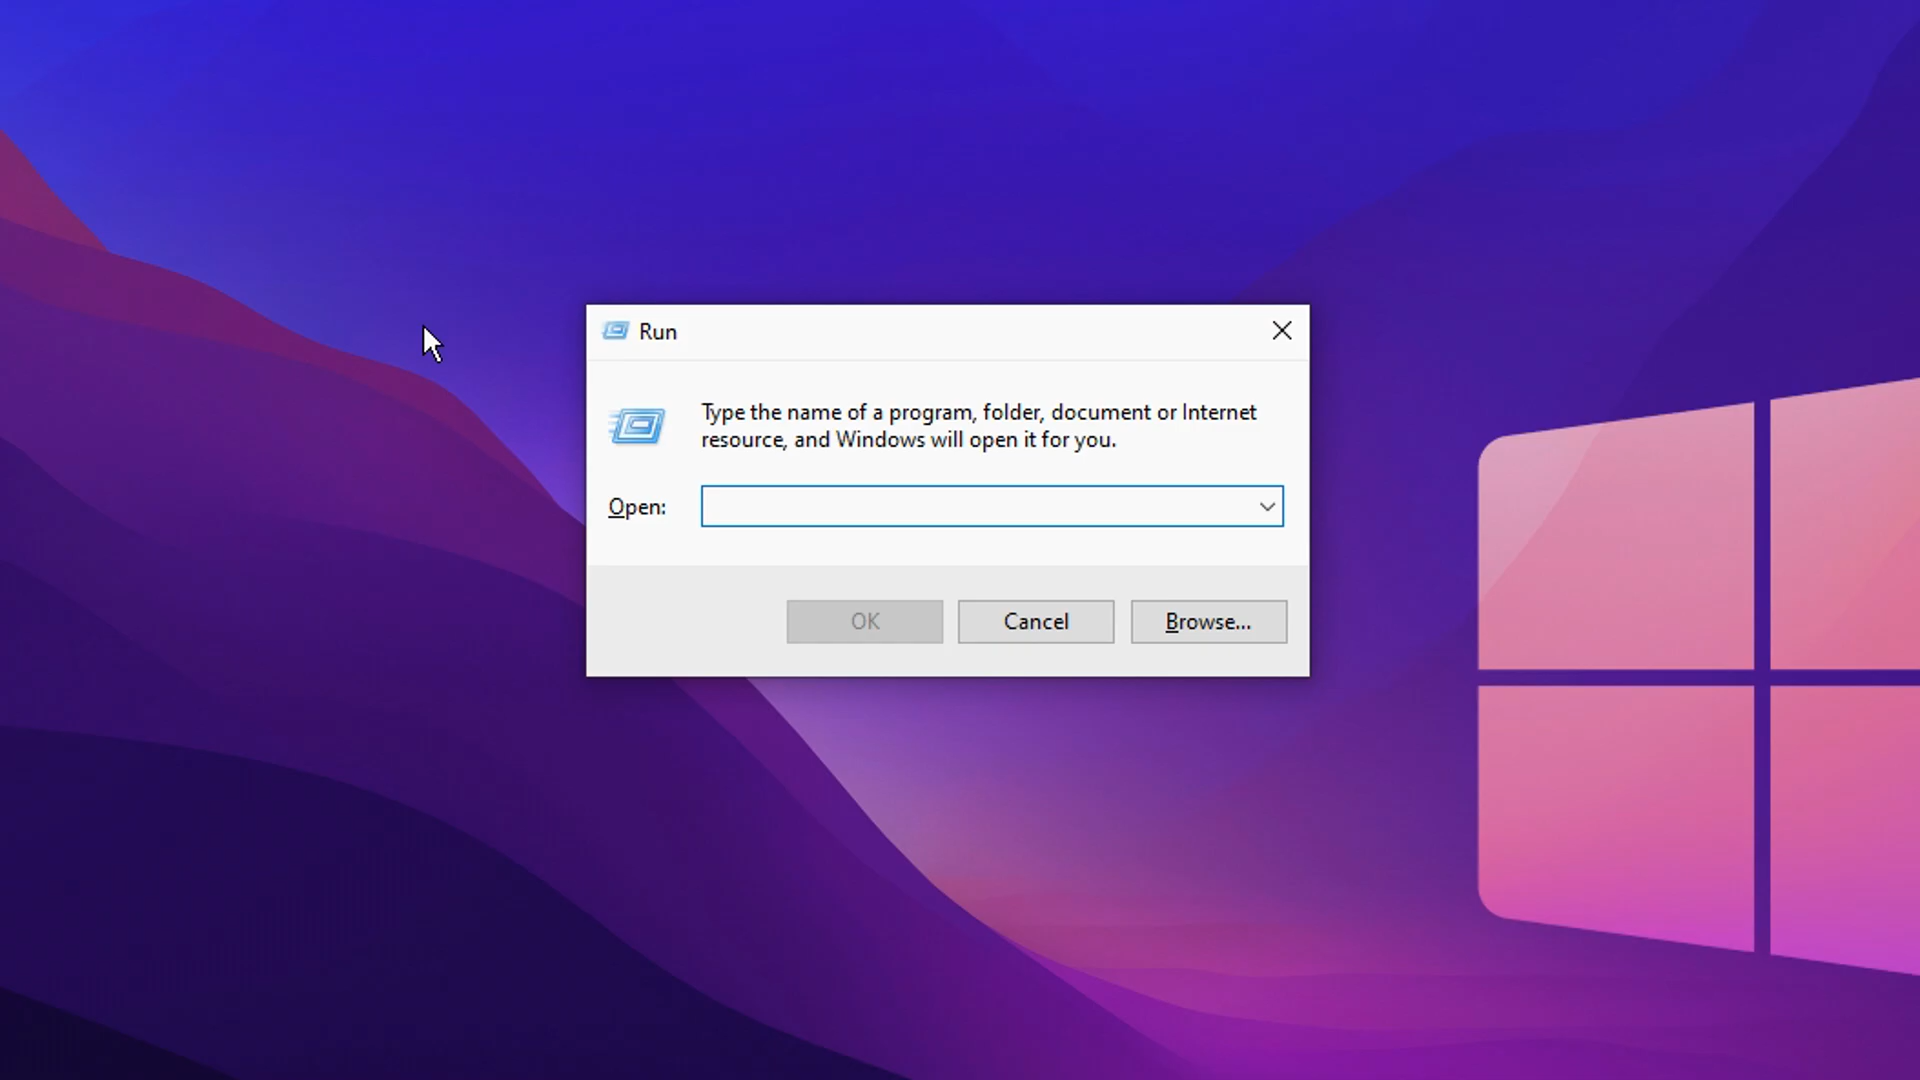 Run
Type the name of a program, folder, document or Internet
resource, and Windows will open it for you.
Open:
OK
Cancel
Browse...